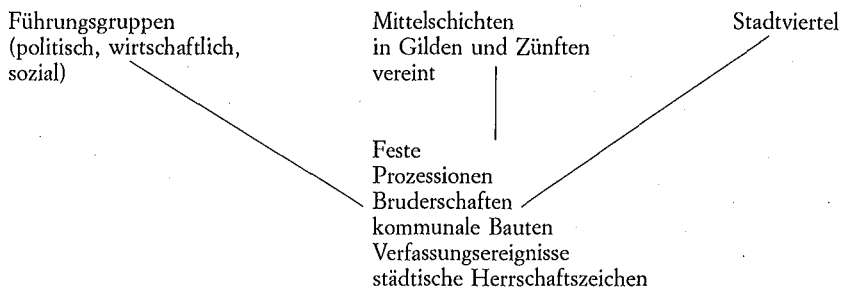 Führungsgruppen
(politisch, wirtschaftlich,
sozial)
Mittelschichten
in Gilden und Zünften
vereint
Stadtviertel
Feste
Prozessionen
Bruderschaften
kommunale Bauten
Verfassungsereignisse
städtische Herrschaftszeichen